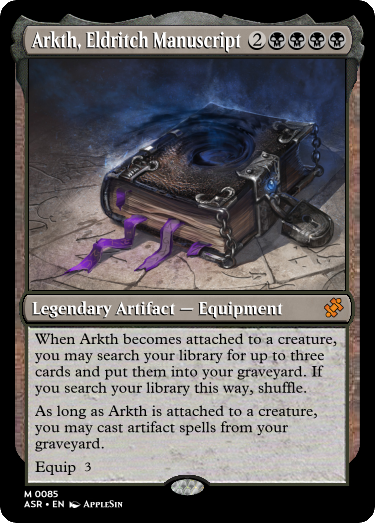 Arkth, Eldritch Manuscript 2
Legendary Artifact — Equipment
When Arkth becomes attached to a creature,
you may search your library for up to three
cards and put them into your graveyard. If
you search your library this way, shuffle.
As long as Arkth is attached to a creature,
you may cast artifact spells from your
graveyard.
Equip 3
M 0085
ASR • EN AppleSin